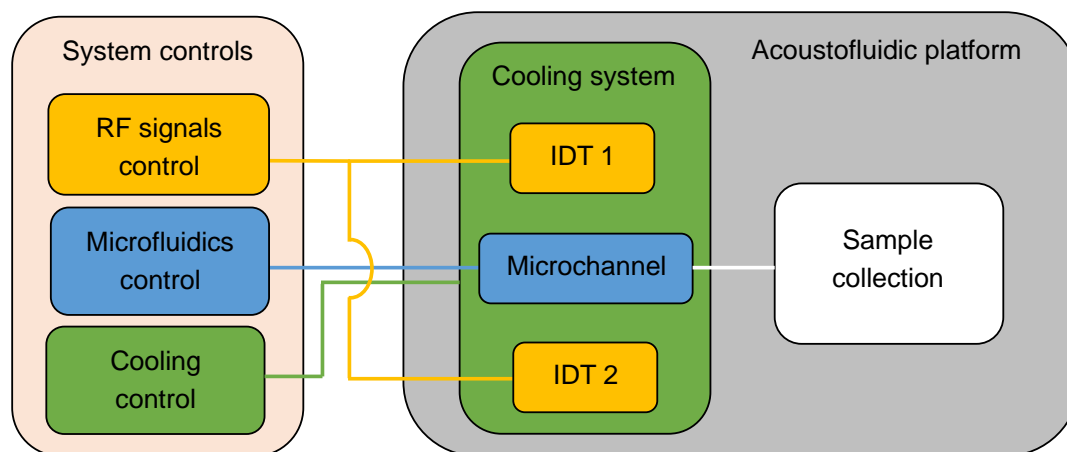 System controls
RF signals
control
Microfluidics
control
Cooling
control
Acoustofluidic platform
Cooling system
IDT 1
Microchannel
IDT 2
Sample
collection